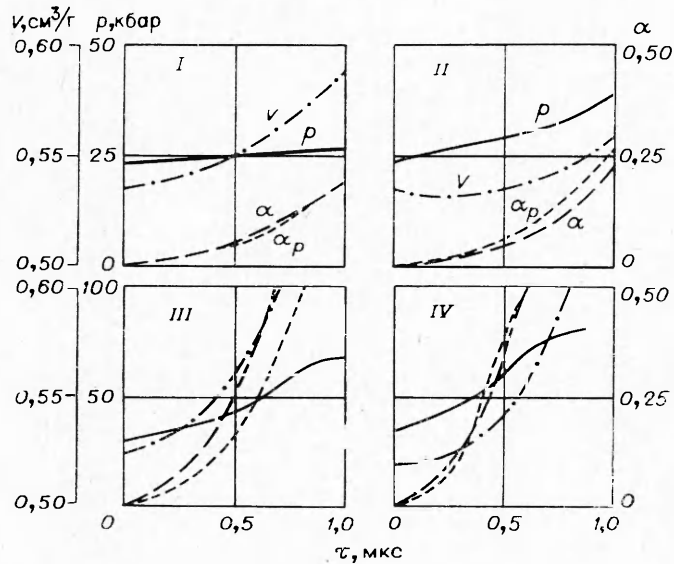 V,см³/г p,кбар α
0,60 50 I II 0,50
V p
p
0,55 25 0,25
V
α α_p
α_p α
0,50 0 0
0,60 100 III IV 0,50
0,55 50 0,25
0,50 0
0 0,5 1,0 0 0,5 1,0
τ, мкс